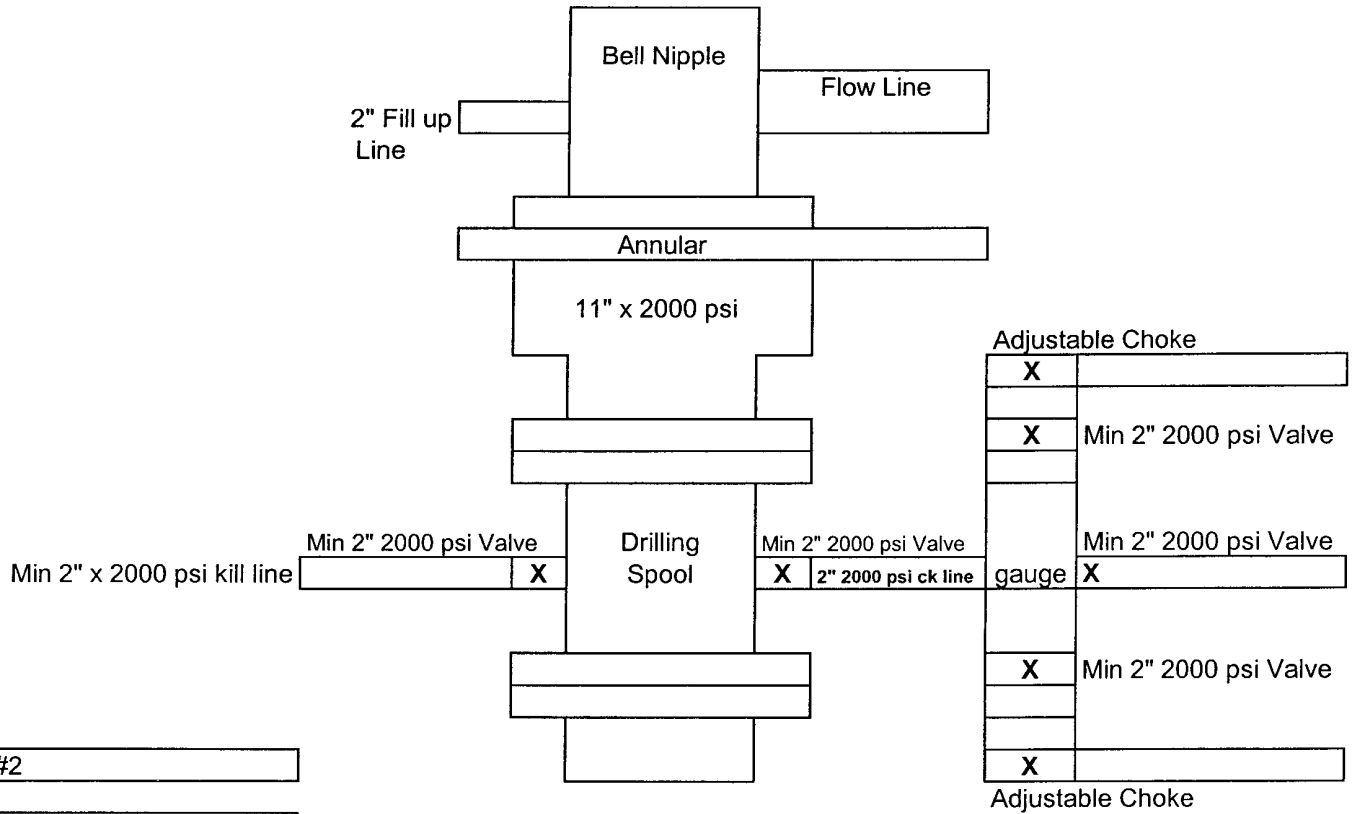 Bell Nipple
Flow Line
2" Fill up
Line
Annular
11" x 2000 psi
Adjustable Choke
X
X Min 2" 2000 psi Valve
Min 2" 2000 psi Valve
Drilling
Spool
Min 2" 2000 psi Valve
Min 2" 2000 psi Valve
Min 2" x 2000 psi kill line
X
X
2" 2000 psi ck line
gauge
X
X Min 2" 2000 psi Valve
#2
X
Adjustable Choke